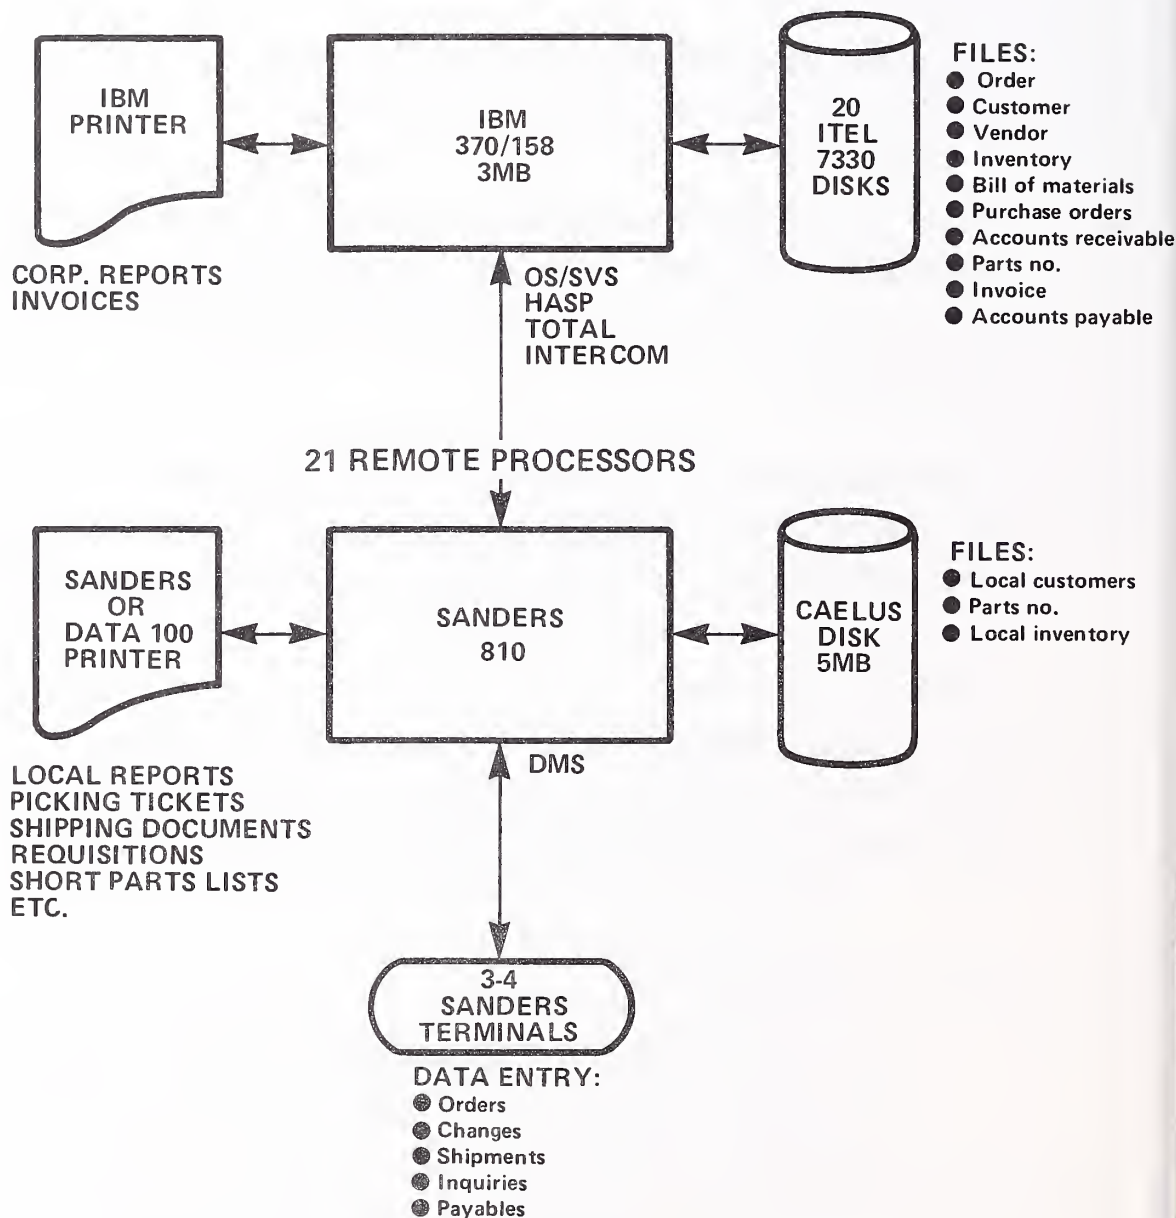 IBM
PRINTER
CORP. REPORTS
INVOICES
IBM
370/158
3MB
20
ITEL
7330
DISKS
FILES:
● Order
● Customer
● Vendor
● Inventory
● Bill of materials
● Purchase orders
● Accounts receivable
● Parts no.
● Invoice
● Accounts payable
OS/SVS
HASP
TOTAL
INTERCOM
21 REMOTE PROCESSORS
SANDERS
OR
DATA 100
PRINTER
LOCAL REPORTS
PICKING TICKETS
SHIPPING DOCUMENTS
REQUISITIONS
SHORT PARTS LISTS
ETC.
SANDERS
810
CAELUS
DISK
5MB
FILES:
● Local customers
● Parts no.
● Local inventory
DMS
3-4
SANDERS
TERMINALS
DATA ENTRY:
● Orders
● Changes
● Shipments
● Inquiries
● Payables